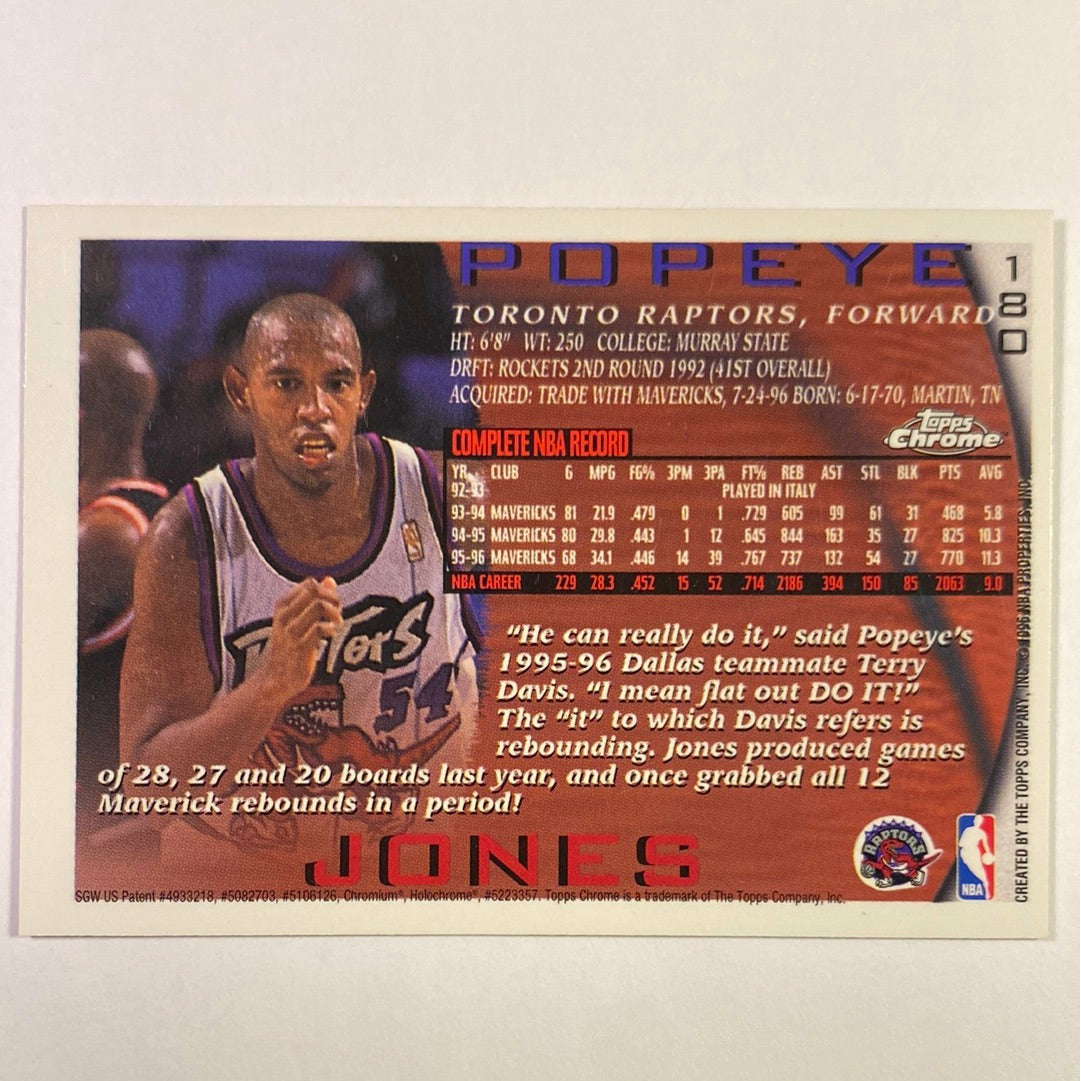 POPEYE
180
TORONTO RAPTORS, FORWARD
HT: 6'8" WT: 250 COLLEGE: MURRAY STATE
DRFT: ROCKETS 2ND ROUND 1992 (41ST OVERALL)
ACQUIRED: TRADE WITH MAVERICKS, 7-24-96 BORN: 6-17-70, MARTIN, TN
Topps Chrome™
COMPLETE NBA RECORD
YR. CLUB G MPG FG% 3PM 3PA FT% REB AST STL BLK PTS AVG
92-93 PLAYED IN ITALY
93-94 MAVERICKS 81 21.9 .479 0 1 .729 605 99 61 31 468 5.8
94-95 MAVERICKS 80 29.8 .443 1 12 .645 844 163 35 27 825 10.3
95-96 MAVERICKS 68 34.1 .446 14 39 .767 737 132 54 27 770 11.3
NBA CAREER 229 28.3 .452 15 52 .714 2186 394 150 85 2063 9.0
"He can really do it," said Popeye's
1995-96 Dallas teammate Terry
Davis. "I mean flat out DO IT!"
The "it" to which Davis refers is
rebounding. Jones produced games
of 28, 27 and 20 boards last year, and once grabbed all 12
Maverick rebounds in a period!
JONES
RAPTORS
54
RAPTORS
NBA
SGW US Patent #4933218, #5082703, #5106126, Chromium®, Holochrome®, #5223357. Topps Chrome is a trademark of The Topps Company, Inc.
CREATED BY THE TOPPS COMPANY, INC. © 1996 NBA PROPERTIES, INC.